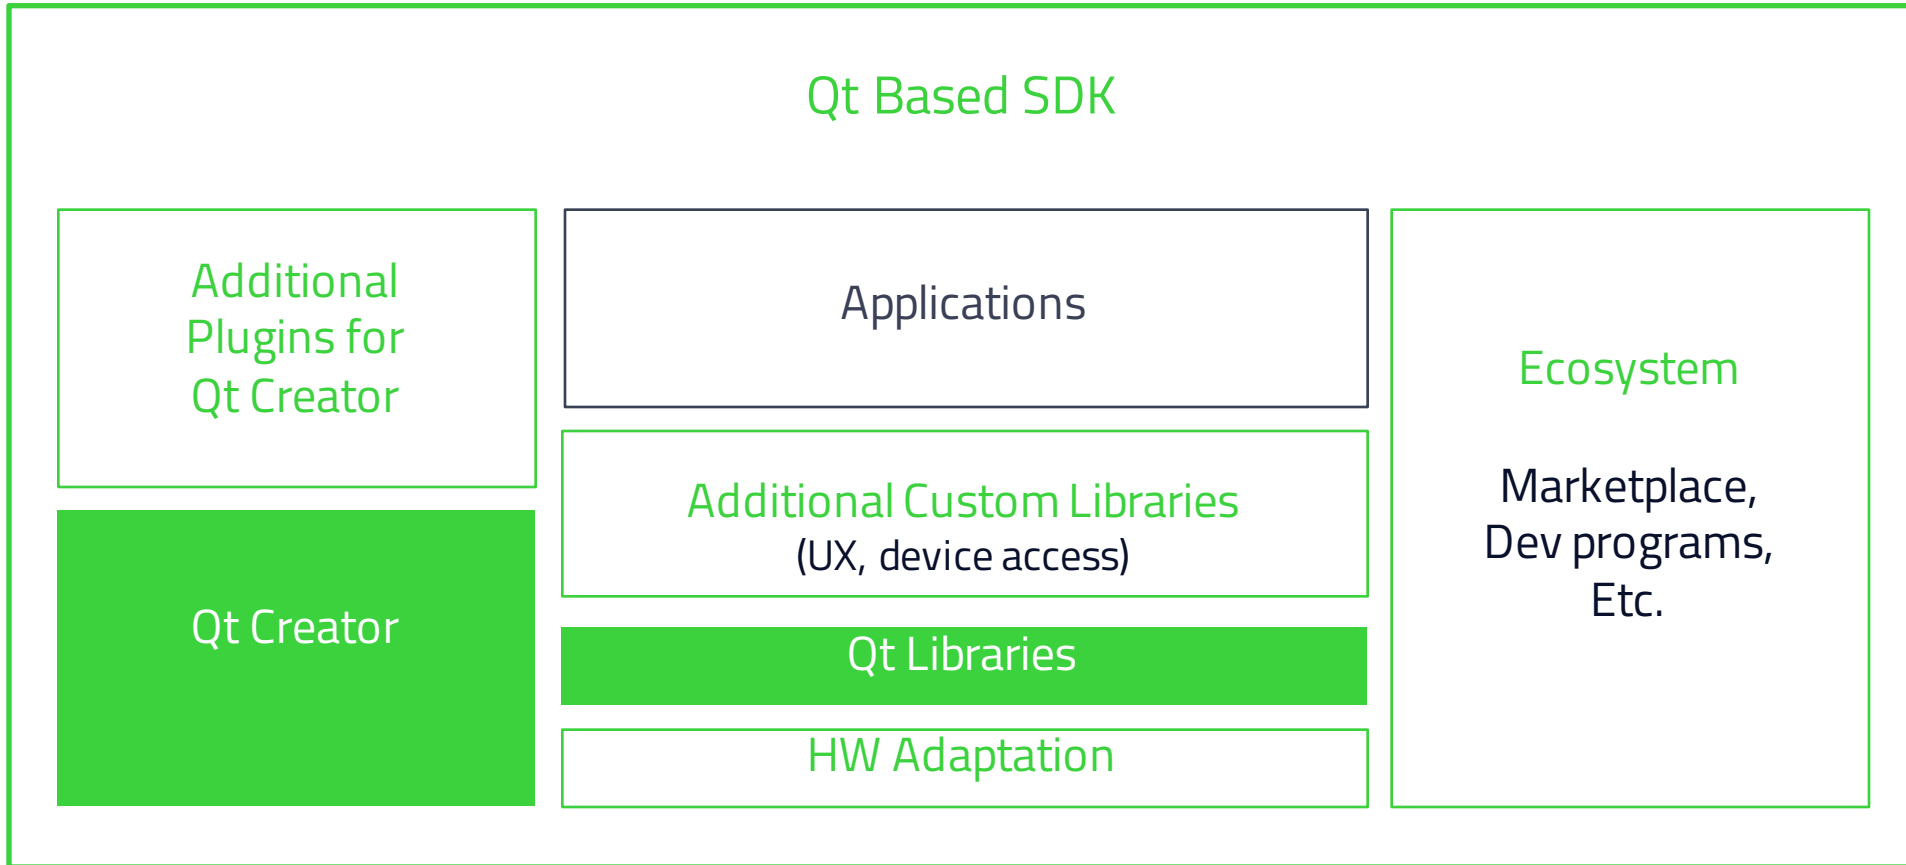 Qt Based SDK
Additional
Plugins for
Qt Creator
Qt Creator
Applications
Additional Custom Libraries
(UX, device access)
Qt Libraries
HW Adaptation
Ecosystem
Marketplace,
Dev programs,
Etc.